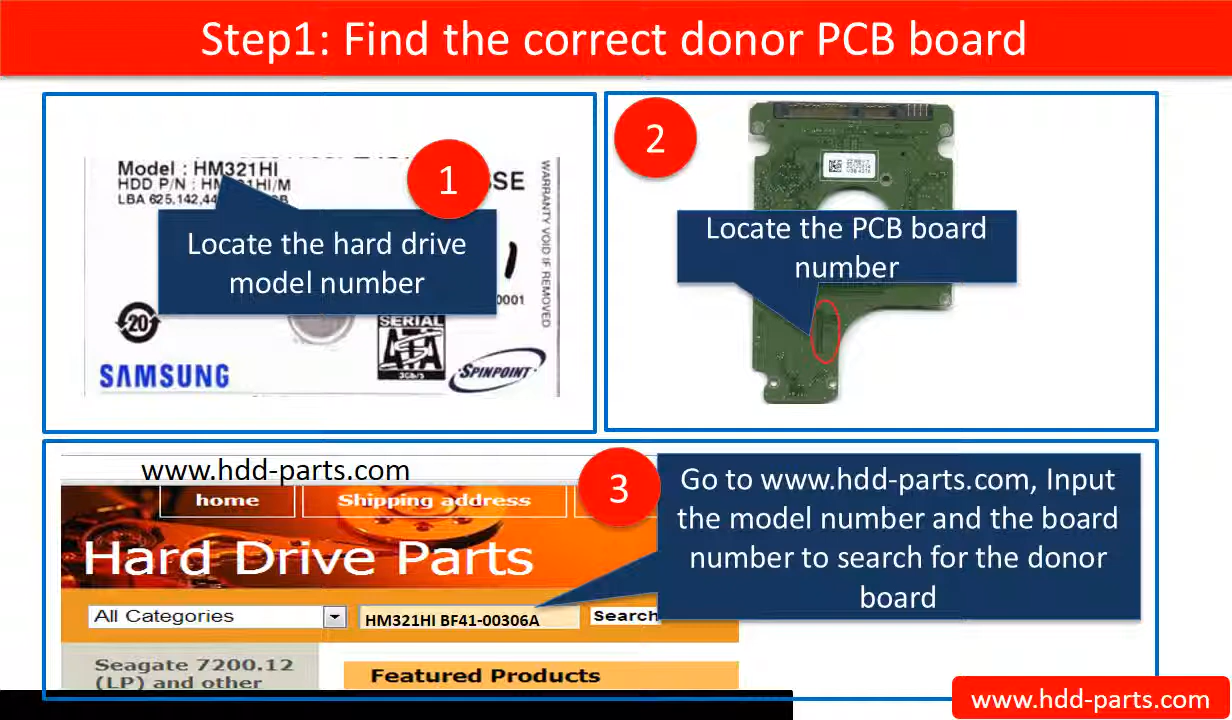 Step1: Find the correct donor PCB board
Model : HM321HI
HDD P/N : HM321HI/M
LBA 625,142,44
1
SE
WARRANTY VOID IF REMOVED
Locate the hard drive
model number
0001
20
SERIAL
ATA
3Gb/s
SAMSUNG
SPINPOINT
2
Locate the PCB board
number
www.hdd-parts.com
home
Shipping address
3
Hard Drive Parts
Go to www.hdd-parts.com, Input
the model number and the board
number to search for the donor
board
All Categories
HM321HI BF41-00306A
Search
Seagate 7200.12
(LP) and other
Featured Products
www.hdd-parts.com